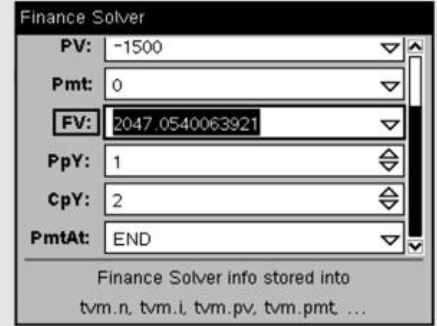 Finance Solver
PV: -1500
Pmt: 0
FV: 2047.0540063921
PpY: 1
CpY: 2
PmtAt: END
Finance Solver info stored into
tvm.n, tvm.i, tvm.pv, tvm.pmt, ...